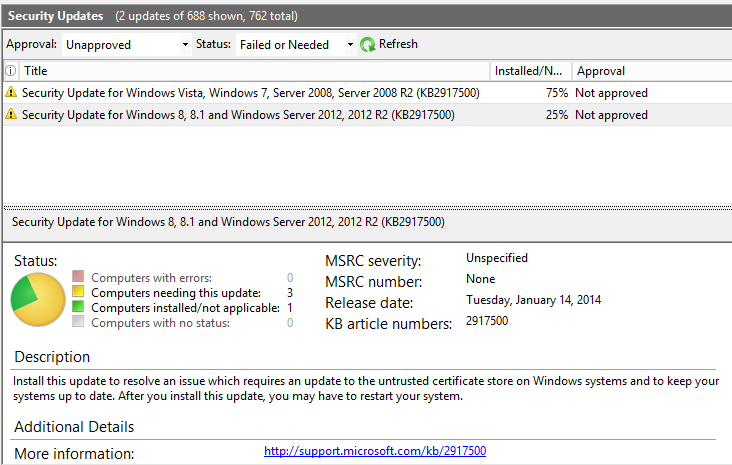 Security Updates (2 updates of 688 shown, 762 total)
Approval: Unapproved Status: Failed or Needed Refresh
Title Installed/N... Approval
Security Update for Windows Vista, Windows 7, Server 2008, Server 2008 R2 (KB2917500) 75% Not approved
Security Update for Windows 8, 8.1 and Windows Server 2012, 2012 R2 (KB2917500) 25% Not approved
Security Update for Windows 8, 8.1 and Windows Server 2012, 2012 R2 (KB2917500)
Status:
Computers with errors: 0
Computers needing this update: 3
Computers installed/not applicable: 1
Computers with no status: 0
MSRC severity: Unspecified
MSRC number: None
Release date: Tuesday, January 14, 2014
KB article numbers: 2917500
Description
Install this update to resolve an issue which requires an update to the untrusted certificate store on Windows systems and to keep your
systems up to date. After you install this update, you may have to restart your system.
Additional Details
More information: http://support.microsoft.com/kb/2917500